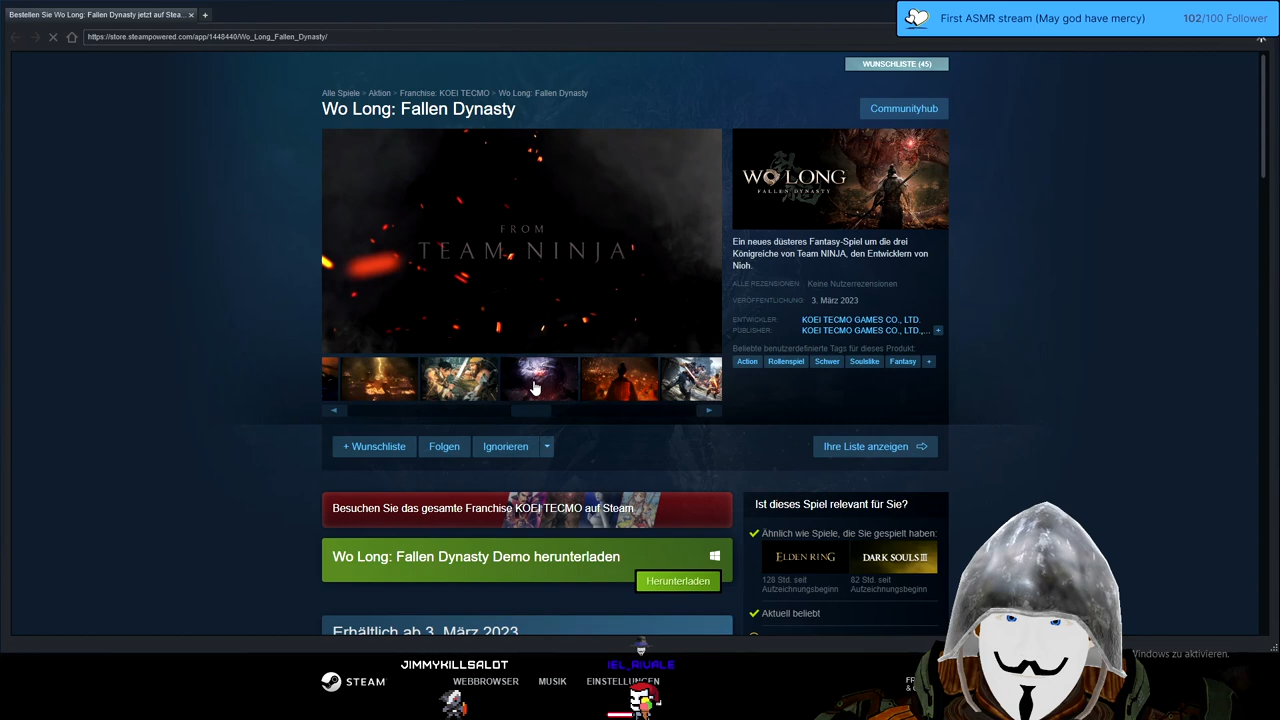 Bestellen Sie Wo Long: Fallen Dynasty jetzt auf Stea...
First ASMR stream (May god have mercy) 102/100 Follower
https://store.steampowered.com/app/1448440/Wo_Long_Fallen_Dynasty/
WUNSCHLISTE (45)
Alle Spiele > Aktion > Franchise: KOEI TECMO > Wo Long: Fallen Dynasty
Wo Long: Fallen Dynasty
Communityhub
FROM
TEAM NINJA
WO LONG
FALLEN DYNASTY
Ein neues düsteres Fantasy-Spiel um die drei
Königreiche von Team NINJA, den Entwicklern von
Nioh.
ALLE REZENSIONEN Keine Nutzerrezensionen
VERÖFFENTLICHUNG 3. März 2023
ENTWICKLER: KOEI TECMO GAMES CO., LTD.
PUBLISHER: KOEI TECMO GAMES CO., LTD.,... +
Beliebte benutzerdefinierte Tags für dieses Produkt:
Action Rollenspiel Schwer Soulslike Fantasy +
+ Wunschliste Folgen Ignorieren
Ihre Liste anzeigen
Besuchen Sie das gesamte Franchise KOEI TECMO auf Steam
Wo Long: Fallen Dynasty Demo herunterladen
Herunterladen
Ist dieses Spiel relevant für Sie?
Ähnlich wie Spiele, die Sie gespielt haben:
ELDEN RING DARK SOULS III
128 Std. seit
Aufzeichnungsbeginn
82 Std. seit
Aufzeichnungsbeginn
Aktuell beliebt
Erhältlich ab 3. März 2023
JIMMYKILLSALOT
IEL_RIVALE
STEAM
WEBBROWSER MUSIK EINSTELLUNGEN
Windows zu aktivieren.